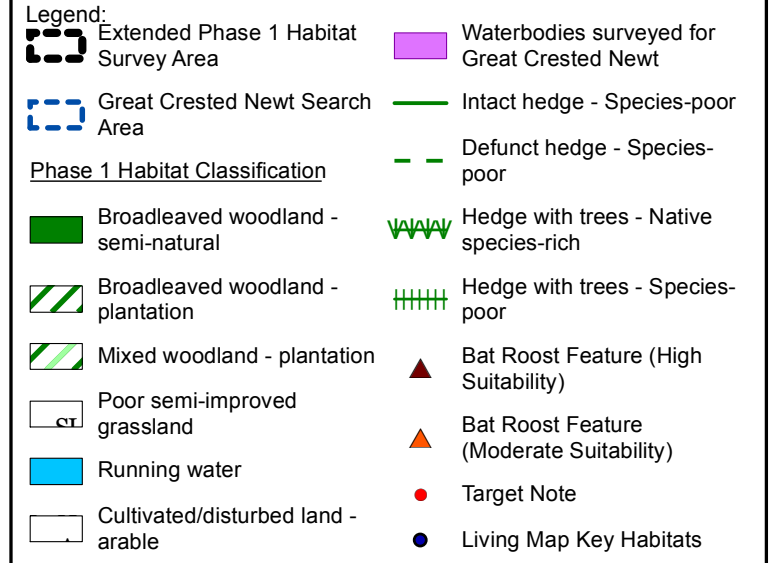 Legend:
Extended Phase 1 Habitat
Survey Area
Great Crested Newt Search
Area
Phase 1 Habitat Classification
Broadleaved woodland -
semi-natural
Broadleaved woodland -
plantation
Mixed woodland - plantation
Poor semi-improved
grassland
Running water
Cultivated/disturbed land -
arable
Waterbodies surveyed for
Great Crested Newt
Intact hedge - Species-poor
Defunct hedge - Species-
poor
Hedge with trees - Native
species-rich
Hedge with trees - Species-
poor
Bat Roost Feature (High
Suitability)
Bat Roost Feature
(Moderate Suitability)
Target Note
Living Map Key Habitats